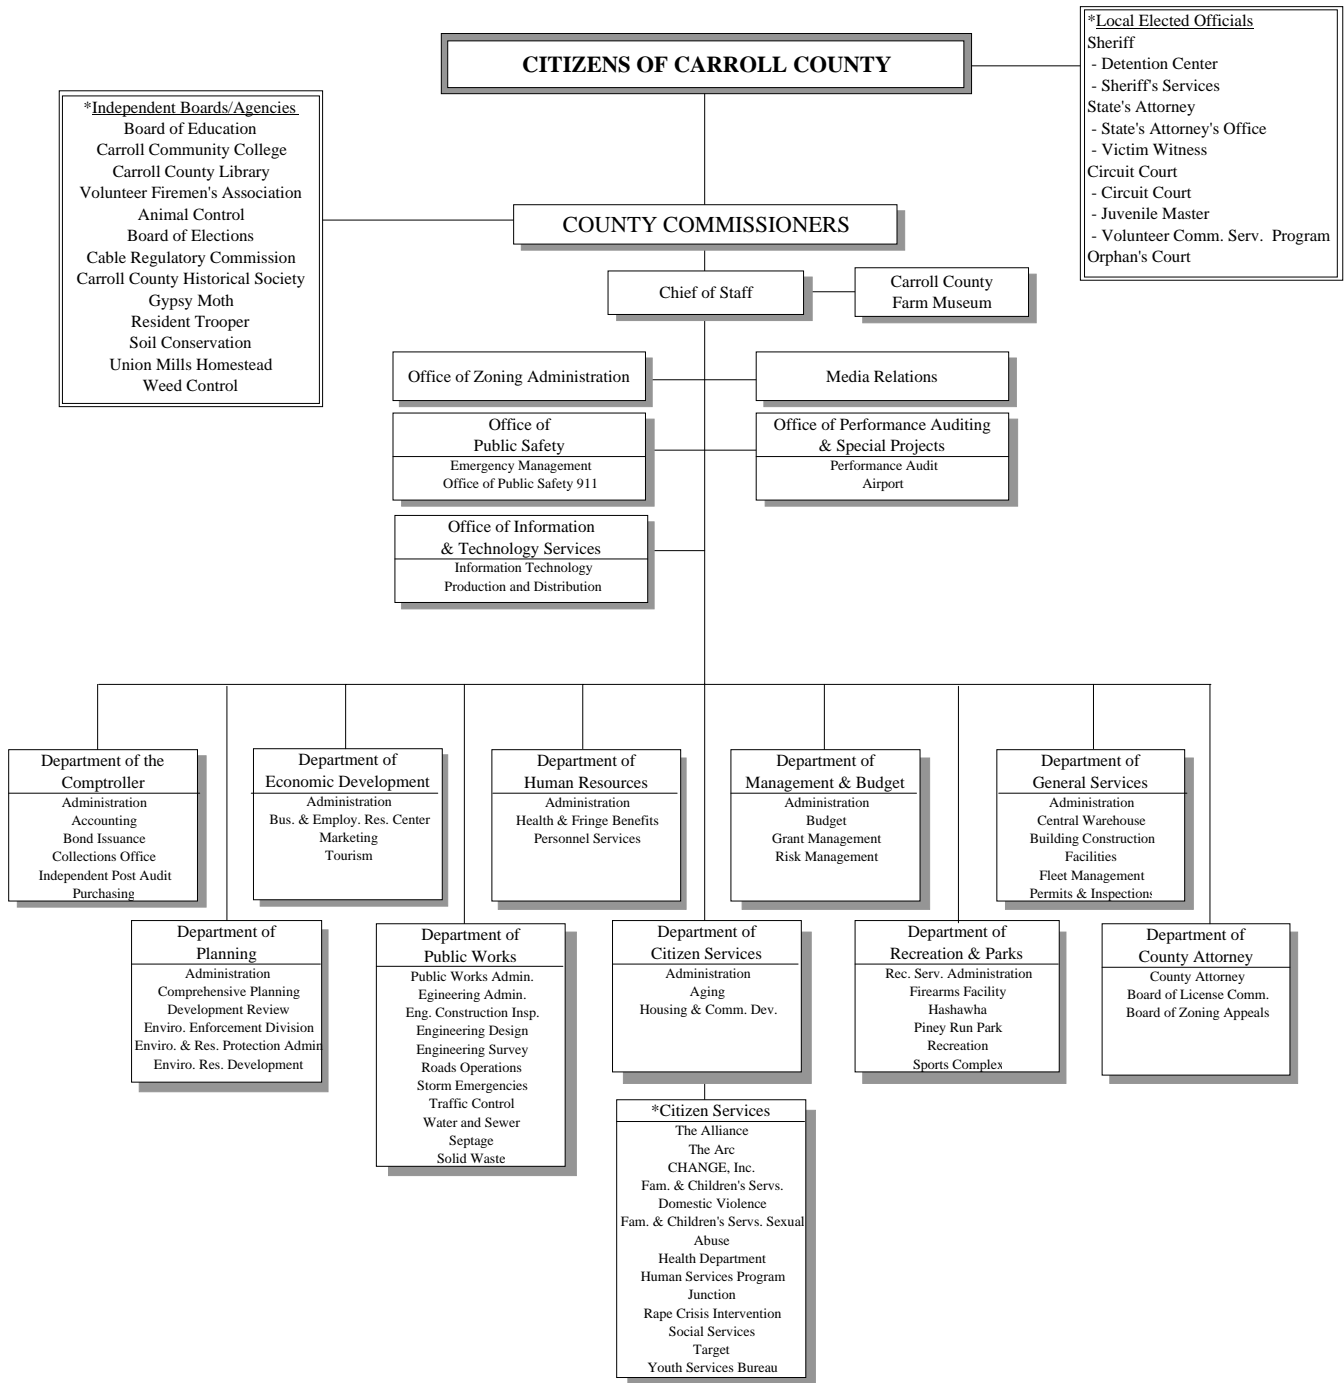 CITIZENS OF CARROLL COUNTY
*Local Elected Officials
Sheriff
- Detention Center
- Sheriff's Services
State's Attorney
- State's Attorney's Office
- Victim Witness
Circuit Court
- Circuit Court
- Juvenile Master
- Volunteer Comm. Serv. Program
Orphan's Court
*Independent Boards/Agencies
Board of Education
Carroll Community College
Carroll County Library
Volunteer Firemen's Association
Animal Control
Board of Elections
Cable Regulatory Commission
Carroll County Historical Society
Gypsy Moth
Resident Trooper
Soil Conservation
Union Mills Homestead
Weed Control
COUNTY COMMISSIONERS
Chief of Staff
Carroll County
Farm Museum
Office of Zoning Administration
Media Relations
Office of
Public Safety
Emergency Management
Office of Public Safety 911
Office of Performance Auditing
& Special Projects
Performance Audit
Airport
Office of Information
& Technology Services
Information Technology
Production and Distribution
Department of the
Comptroller
Administration
Accounting
Bond Issuance
Collections Office
Independent Post Audit
Purchasing
Department of
Economic Development
Administration
Bus. & Employ. Res. Center
Marketing
Tourism
Department of
Human Resources
Administration
Health & Fringe Benefits
Personnel Services
Department of
Management & Budget
Administration
Budget
Grant Management
Risk Management
Department of
General Services
Administration
Central Warehouse
Building Construction
Facilities
Fleet Management
Permits & Inspections
Department of
Planning
Administration
Comprehensive Planning
Development Review
Enviro. Enforcement Division
Enviro. & Res. Protection Admin
Enviro. Res. Development
Department of
Public Works
Public Works Admin.
Egineering Admin.
Eng. Construction Insp.
Engineering Design
Engineering Survey
Roads Operations
Storm Emergencies
Traffic Control
Water and Sewer
Septage
Solid Waste
Department of
Citizen Services
Administration
Aging
Housing & Comm. Dev.
Department of
Recreation & Parks
Rec. Serv. Administration
Firearms Facility
Hashawha
Piney Run Park
Recreation
Sports Complex
Department of
County Attorney
County Attorney
Board of License Comm.
Board of Zoning Appeals
*Citizen Services
The Alliance
The Arc
CHANGE, Inc.
Fam. & Children's Servs.
Domestic Violence
Fam. & Children's Servs. Sexual
Abuse
Health Department
Human Services Program
Junction
Rape Crisis Intervention
Social Services
Target
Youth Services Bureau